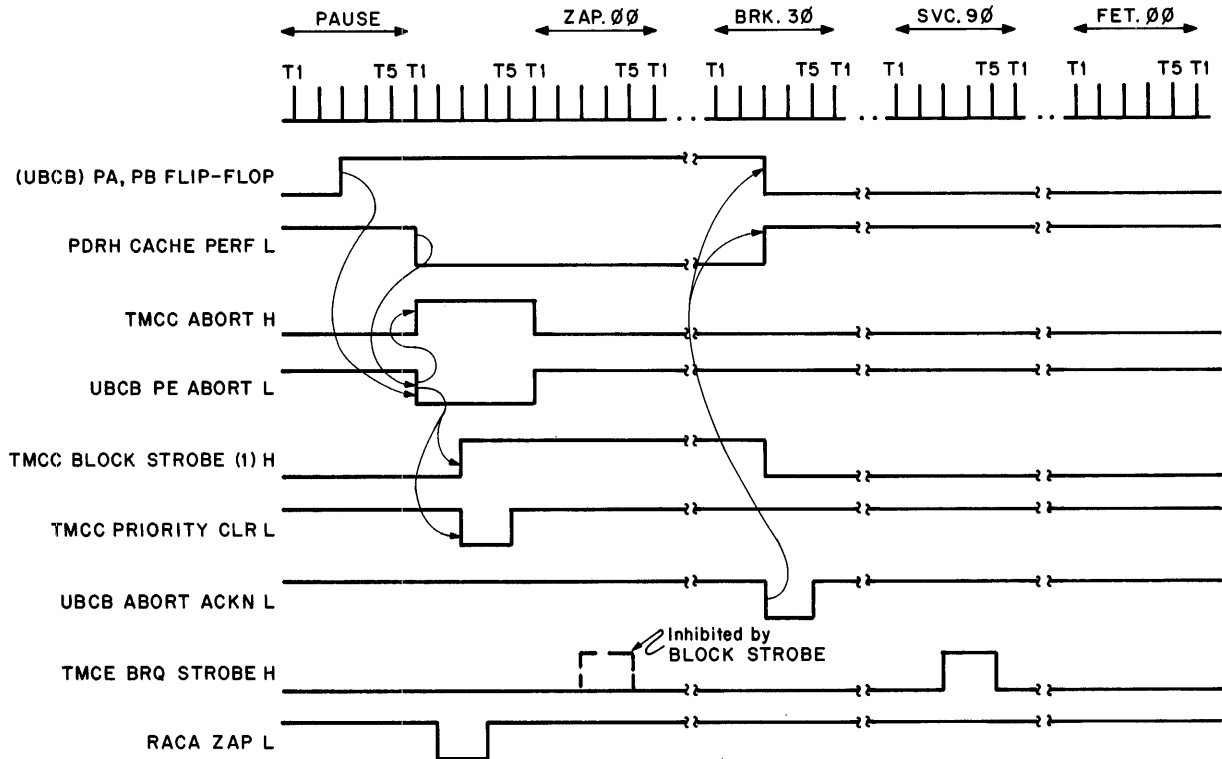 PAUSE ZAP.ØØ BRK.3Ø SVC.9Ø FET.ØØ
T1 T5 T1 T5 T1 T5 T1 T1 T5 T1 T1 T5 T1 T1 T5 T1
(UBCB) PA, PB FLIP-FLOP
PDRH CACHE PERF L
TMCC ABORT H
UBCB PE ABORT L
TMCC BLOCK STROBE (1) H
TMCC PRIORITY CLR L
UBCB ABORT ACKN L
Inhibited by
BLOCK STROBE
TMCE BRQ STROBE H
RACA ZAP L